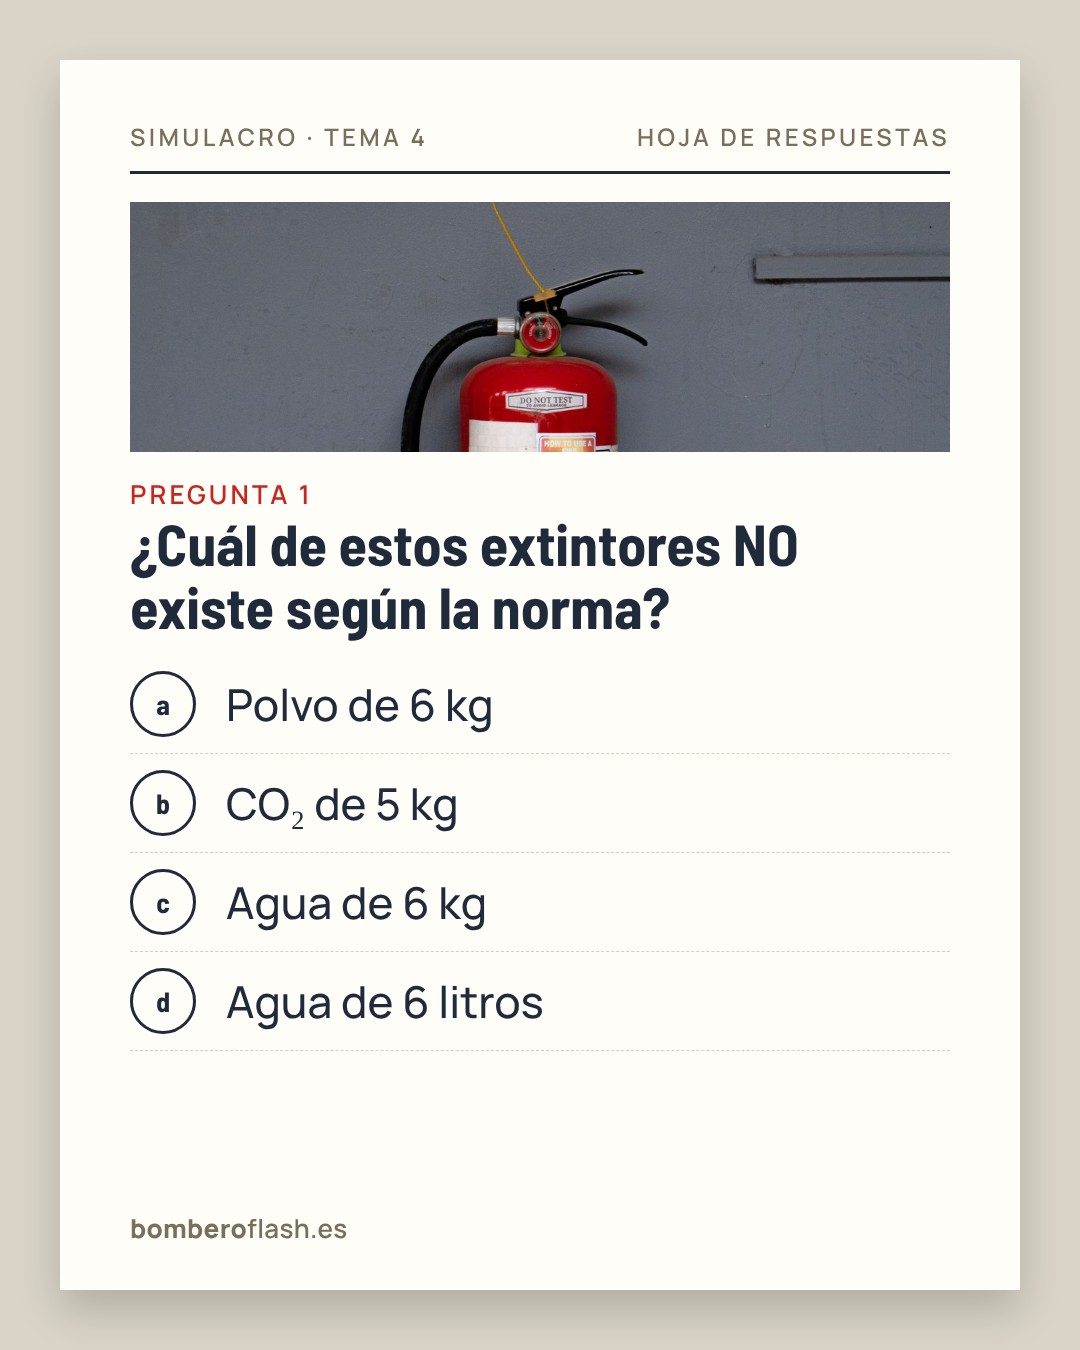 SIMULACRO · TEMA 4
HOJA DE RESPUESTAS
DO NOT TEST
PREGUNTA 1
¿Cuál de estos extintores NO
existe según la norma?
a Polvo de 6 kg
b CO₂ de 5 kg
c Agua de 6 kg
d Agua de 6 litros
bomberoflash.es